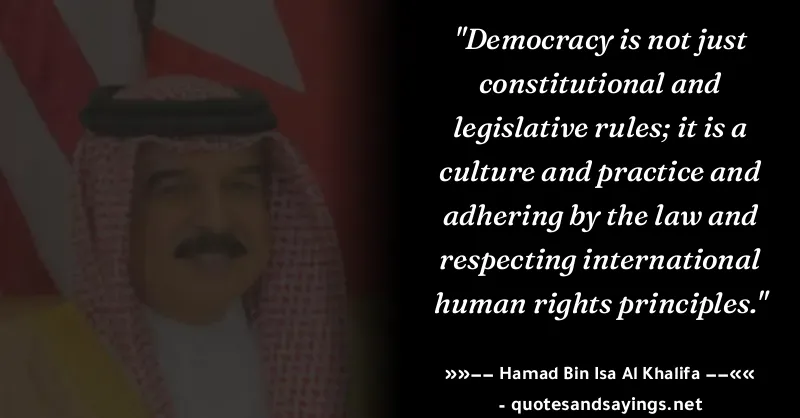 "Democracy is not just
constitutional and
legislative rules; it is a
culture and practice and
adhering by the law and
respecting international
human rights principles."
»»−− Hamad Bin Isa Al Khalifa −−««
- quotesandsayings.net